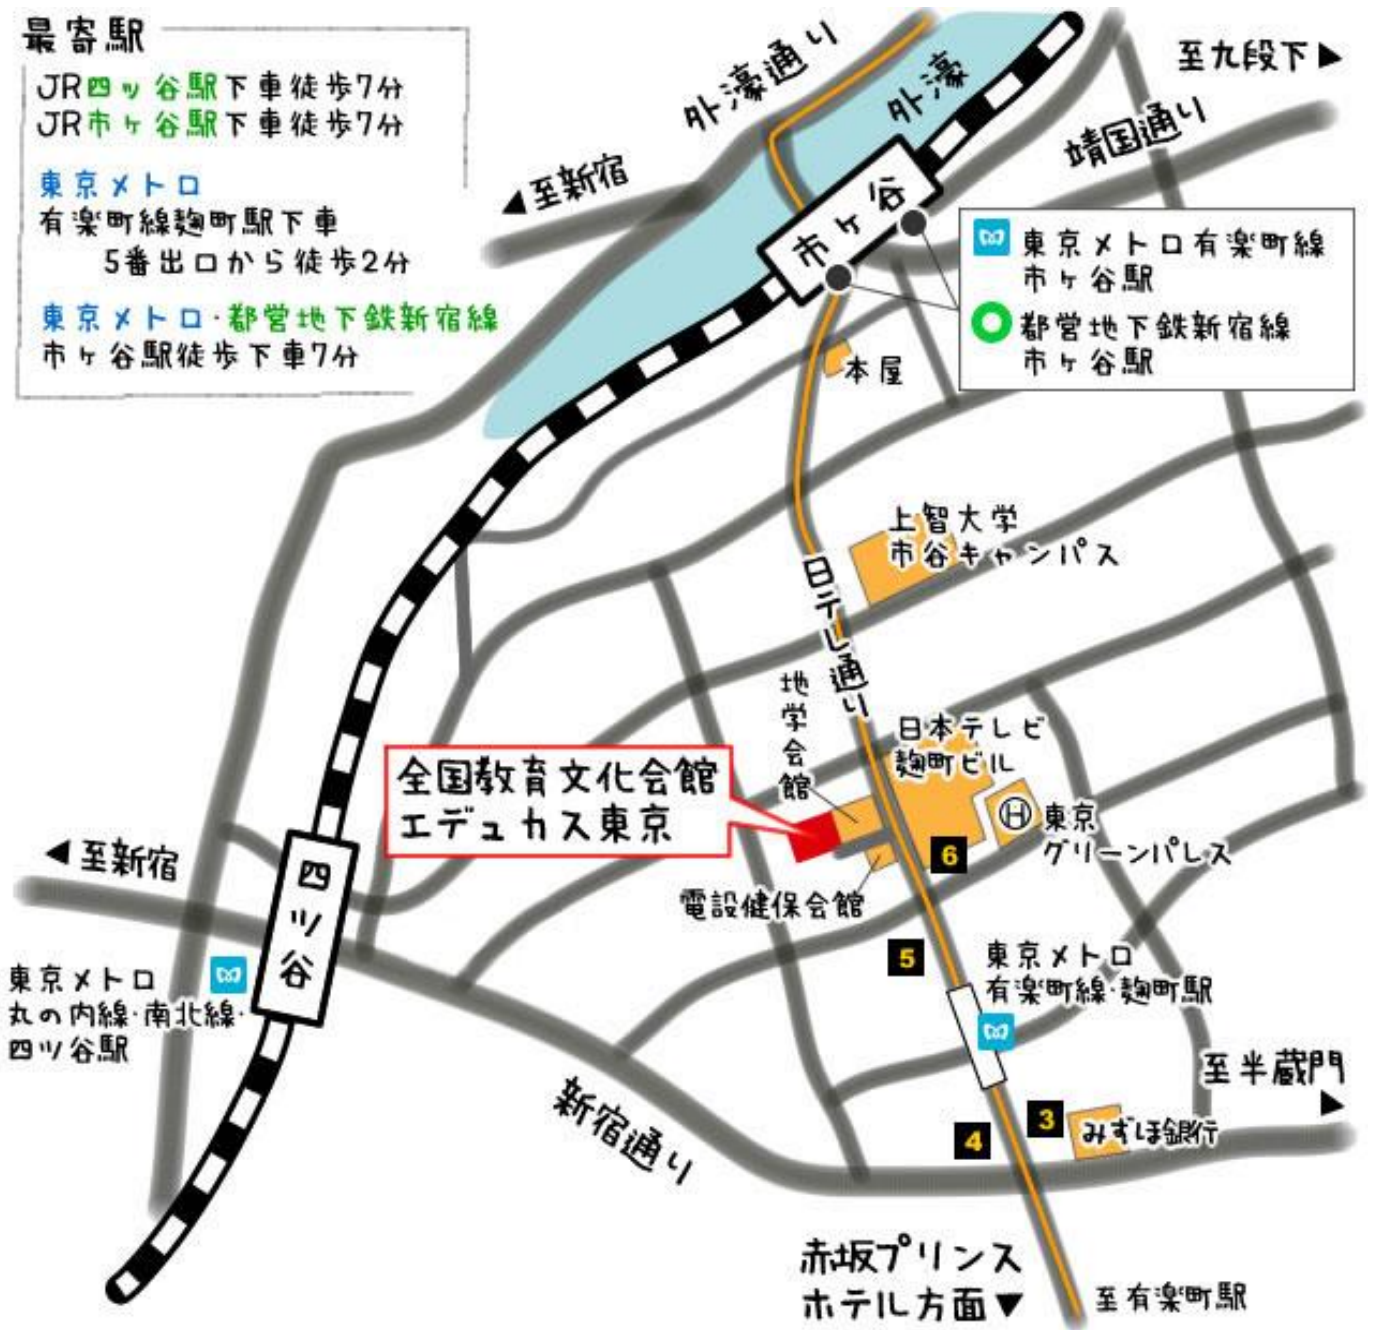 最寄駅
JR四ッ谷駅下車徒歩7分
JR市ヶ谷駅下車徒歩7分
東京メトロ
有楽町線麹町駅下車
5番出口から徒歩2分
東京メトロ・都営地下鉄新宿線
市ヶ谷駅徒歩下車7分
外濠通り
外濠
至九段下▶
靖国通り
◀至新宿
市ヶ谷
東京メトロ有楽町線
市ヶ谷駅
都営地下鉄新宿線
市ヶ谷駅
本屋
上智大学
市谷キャンパス
日テレ通り
地学会館
日本テレビ
麹町ビル
全国教育文化会館
エデュカス東京
H
東京
グリーンパレス
6
◀至新宿
四ツ谷
電設健保会館
5
東京メトロ
有楽町線・麹町駅
東京メトロ
丸の内線・南北線・
四ツ谷駅
至半蔵門
▶
新宿通り
3
みずほ銀行
4
赤坂プリンス
ホテル方面▼
至有楽町駅